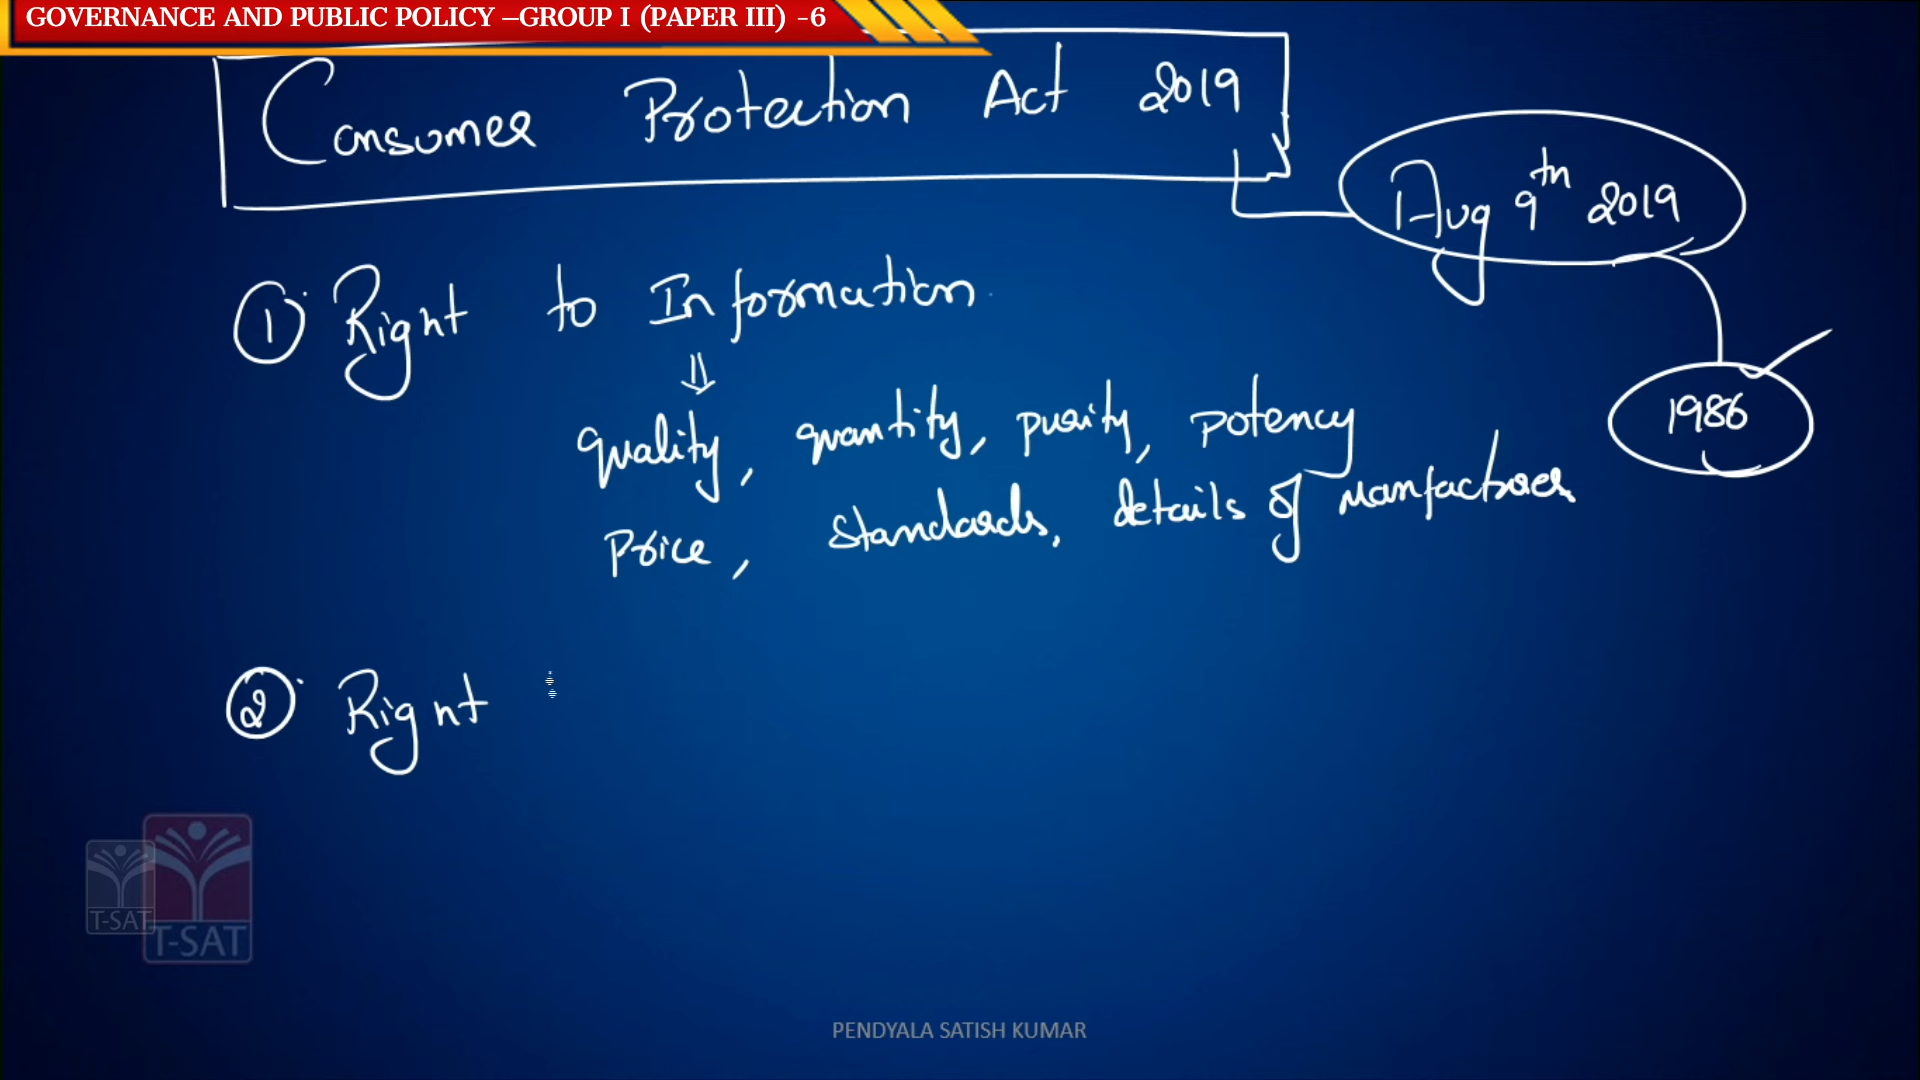 GOVERNANCE AND PUBLIC POLICY –GROUP I (PAPER III) -6
Consumer Protection Act 2019
Aug 9th 2019
1986
① Right to Information
⇓
quality, quantity, purity, potency
Price, standards, details of manfacturer
② Right
T-SAT
T-SAT
PENDYALA SATISH KUMAR